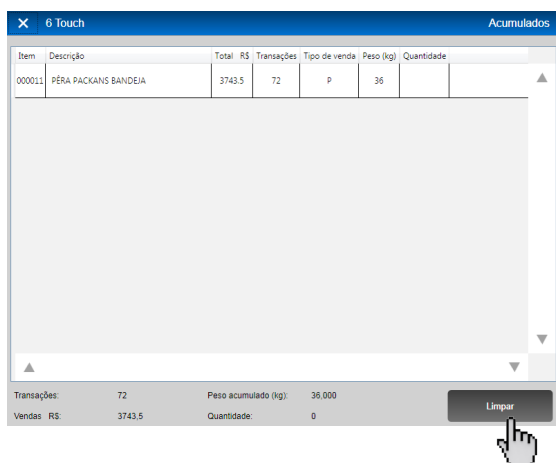 6 Touch Acumulados
Item Descrição Total R$ Transações Tipo de venda Peso (kg) Quantidade
000011 PÊRA PACKANS BANDEJA 3743.5 72 P 36
Transações: 72 Peso acumulado (kg): 36,000
Vendas R$: 3743,5 Quantidade: 0
Limpar